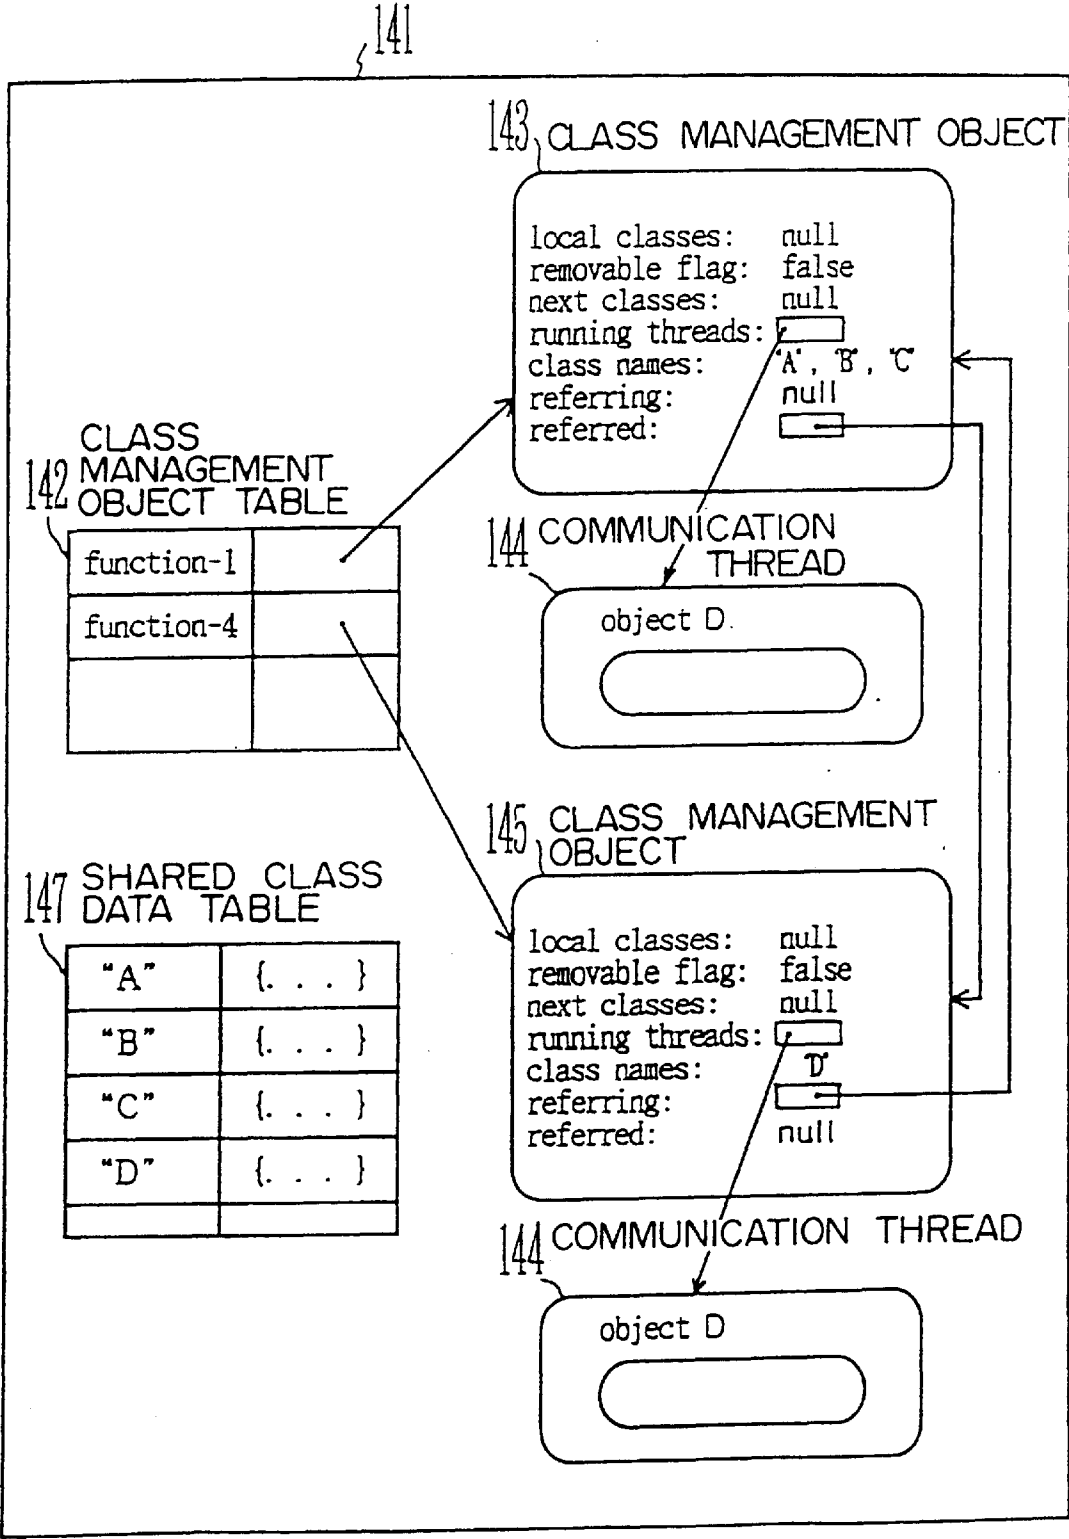 141
143 CLASS MANAGEMENT OBJECT
local classes: null
removable flag: false
next classes: null
running threads:
class names: "A", "B", "C"
referring: null
referred:
CLASS
MANAGEMENT
142 OBJECT TABLE
function-1
function-4
144 COMMUNICATION
THREAD
object D.
145 CLASS MANAGEMENT
OBJECT
local classes: null
removable flag: false
next classes: null
running threads:
class names: "D"
referring:
referred: null
147 SHARED CLASS
DATA TABLE
"A" {. . . }
"B" {. . . }
"C" {. . . }
"D" {. . . }
144 COMMUNICATION THREAD
object D